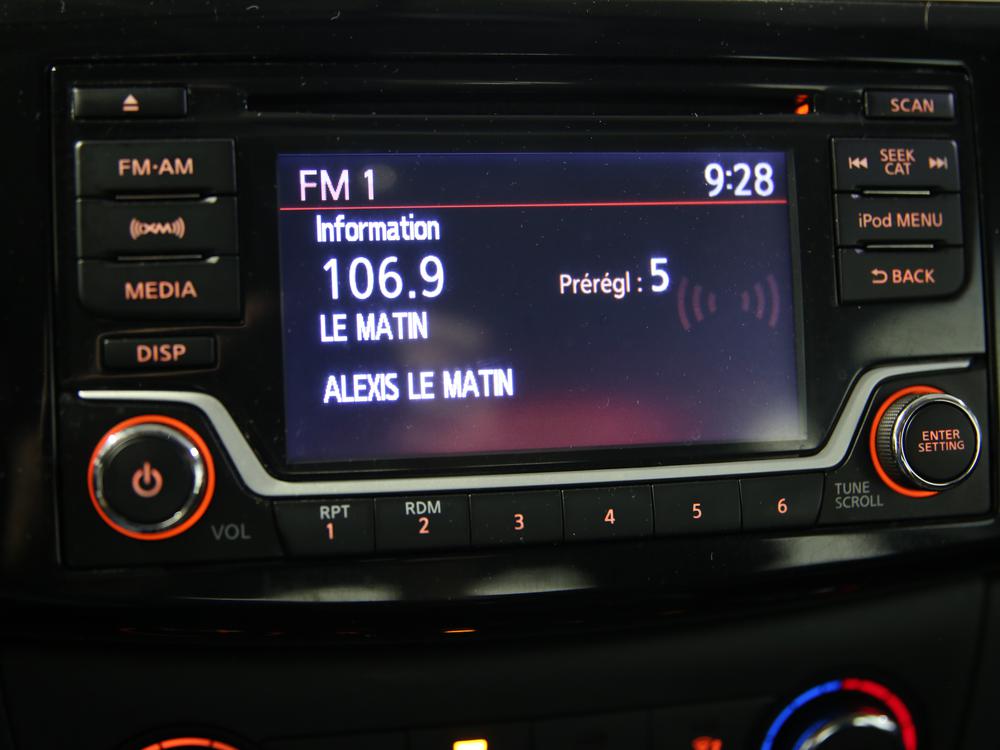 SCAN
FM·AM
SEEK
CAT
XM
iPod MENU
MEDIA
BACK
DISP
FM 1 9:28
Information
106.9 Prérégl : 5
LE MATIN
ALEXIS LE MATIN
ENTER
SETTING
VOL
RPT
1
RDM
2
3
4
5
6
TUNE
SCROLL